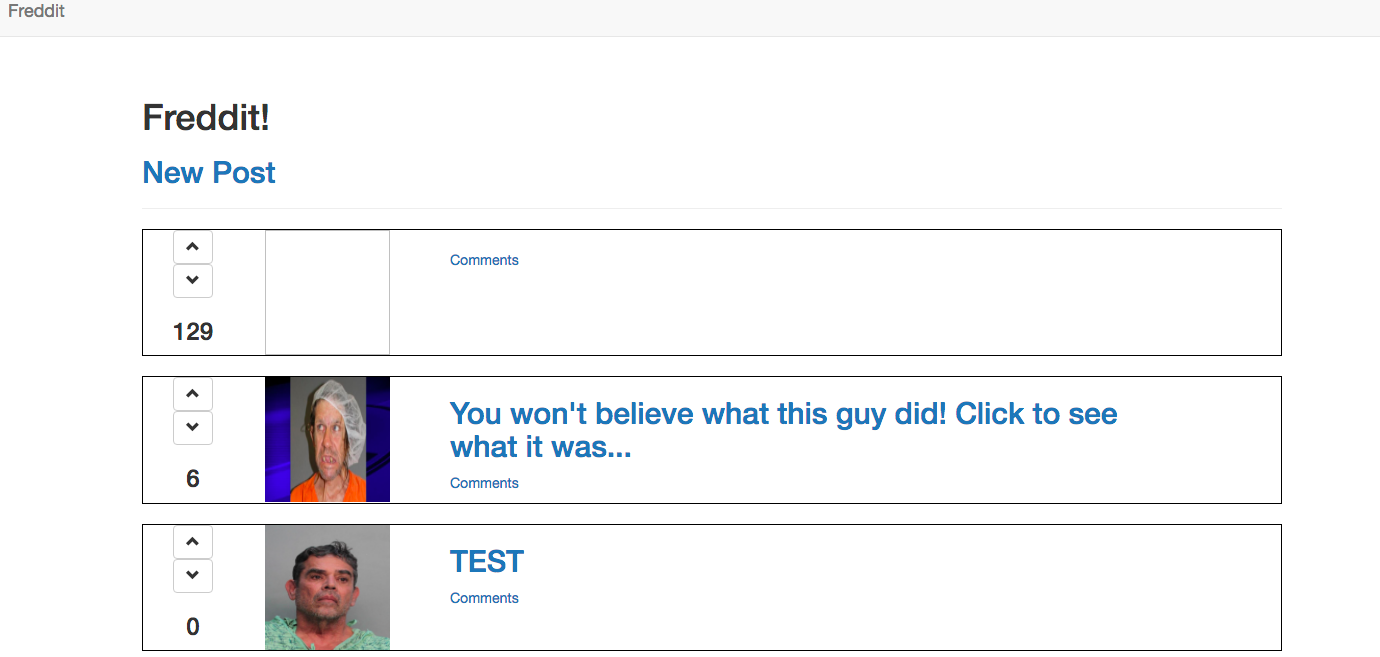 Freddit
Freddit!
New Post
Comments
129
You won't believe what this guy did! Click to see
what it was...
Comments
6
TEST
Comments
0